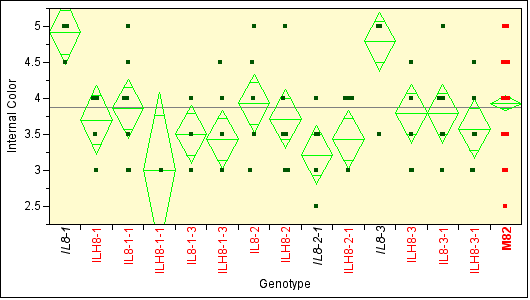 Internal Color
5
4.5
4
3.5
3
2.5
IL8-1
ILH8-1
IL8-1-1
ILH8-1-1
IL8-1-3
ILH8-1-3
IL8-2
ILH8-2
IL8-2-1
ILH8-2-1
IL8-3
ILH8-3
IL8-3-1
ILH8-3-1
M82
Genotype